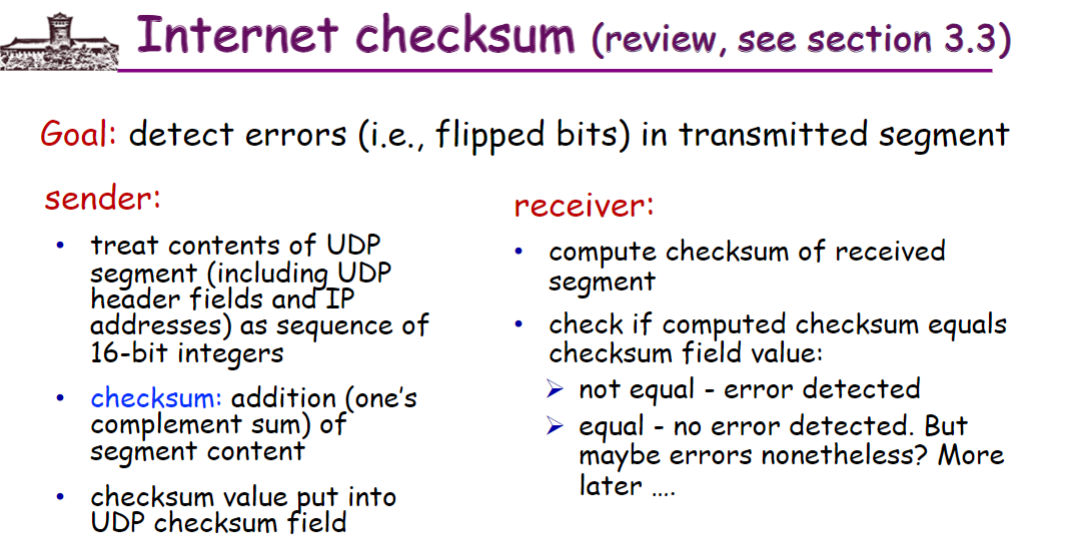 Internet checksum (review, see section 3.3)
Goal: detect errors (i.e., flipped bits) in transmitted segment
sender:
• treat contents of UDP
segment (including UDP
header fields and IP
addresses) as sequence of
16-bit integers
• checksum: addition (one's
complement sum) of
segment content
• checksum value put into
UDP checksum field
receiver:
• compute checksum of received
segment
• check if computed checksum equals
checksum field value:
➢ not equal - error detected
➢ equal - no error detected. But
maybe errors nonetheless? More
later ....